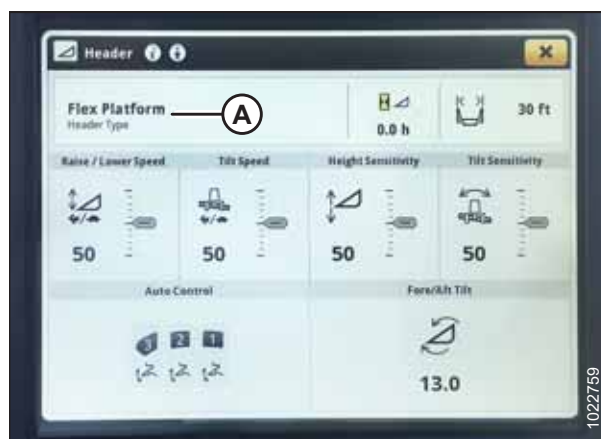 Header
Flex Platform
Header Type
A
0.0 h
30 ft
Raise / Lower Speed
Tilt Speed
Height Sensitivity
Tilt Sensitivity
50
50
50
50
Auto Control
Fore/Aft Tilt
3 2 1
13.0
1022759